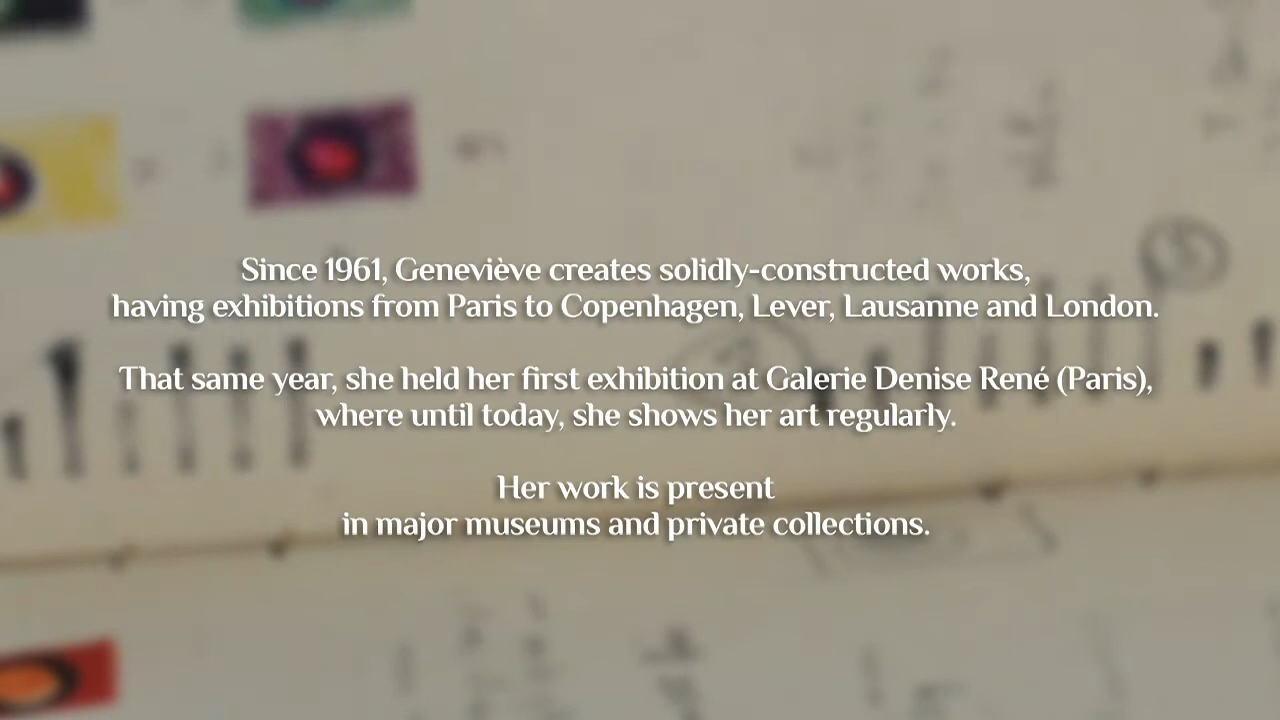 Since 1961, Geneviève creates solidly-constructed works,
having exhibitions from Paris to Copenhagen, Lever, Lausanne and London.
That same year, she held her first exhibition at Galerie Denise René (Paris),
where until today, she shows her art regularly.
Her work is present
in major museums and private collections.